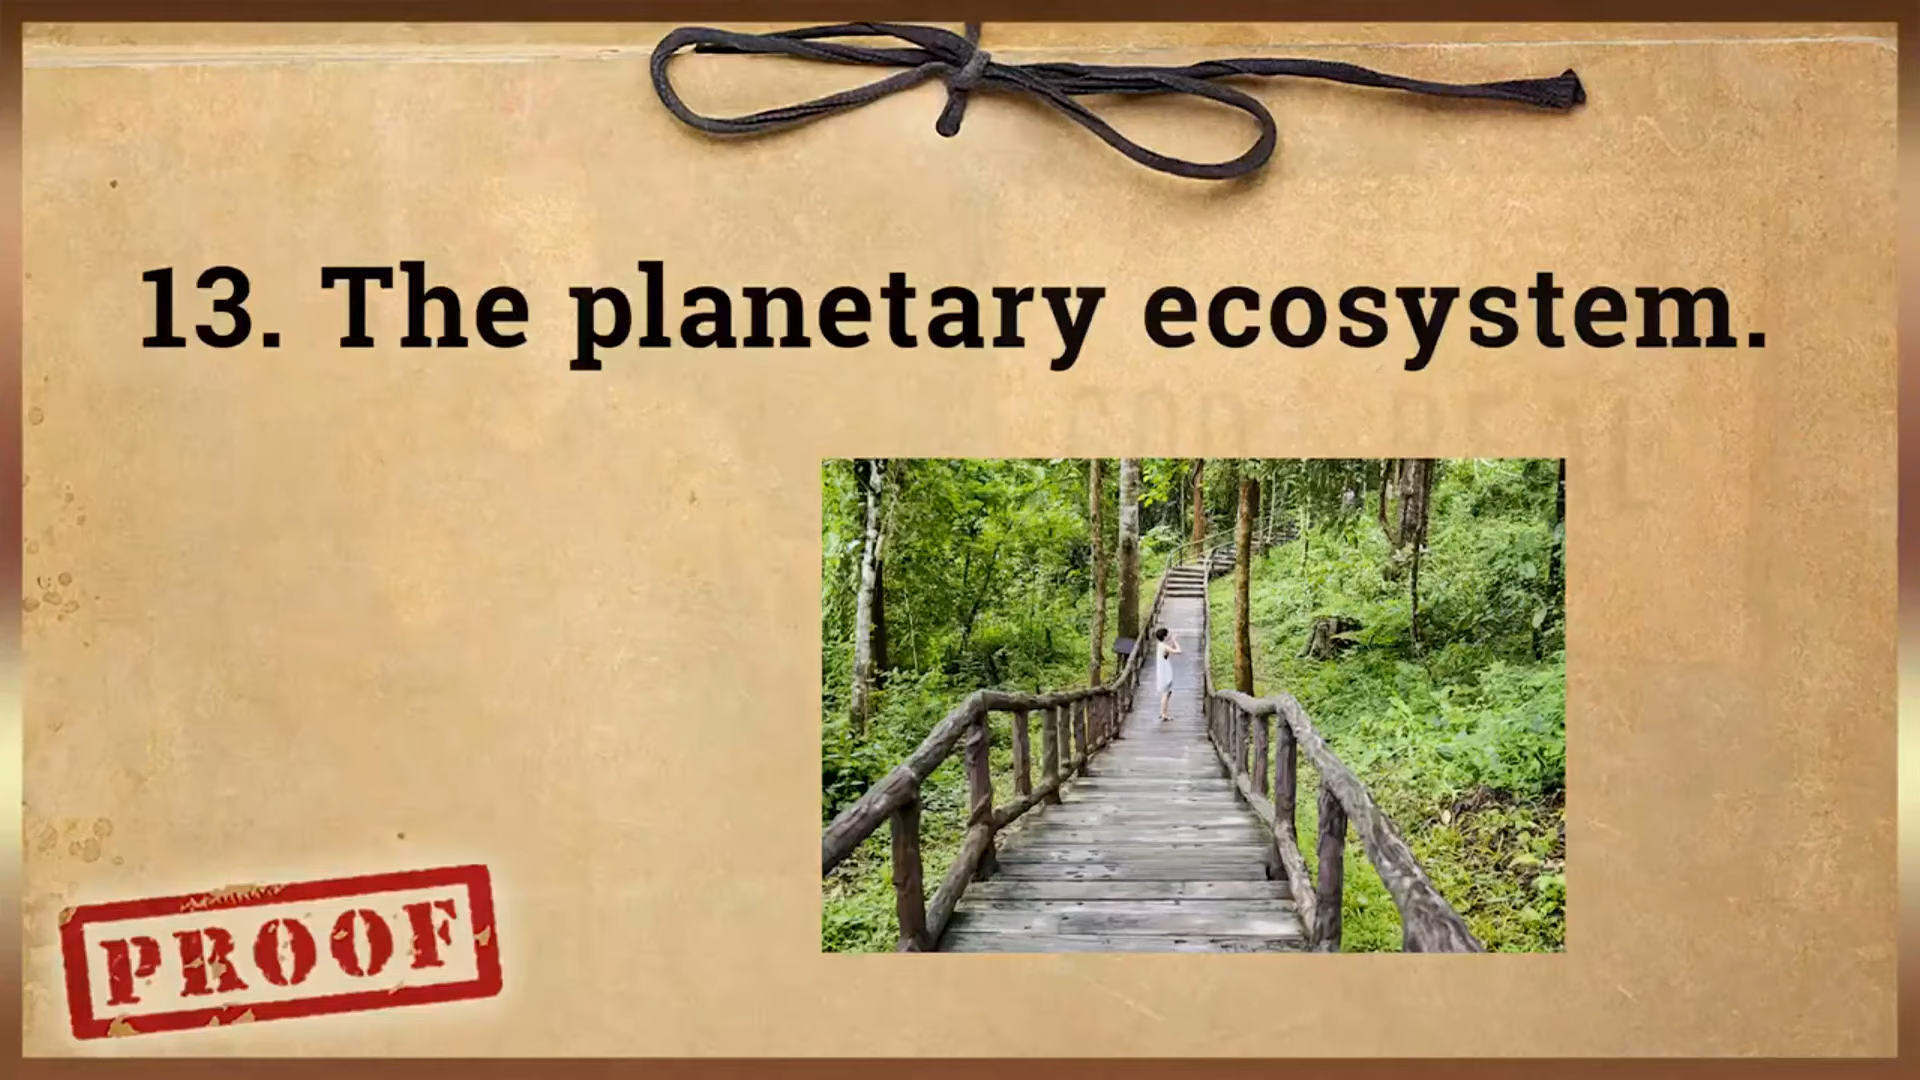 13. The planetary ecosystem.
PROOF